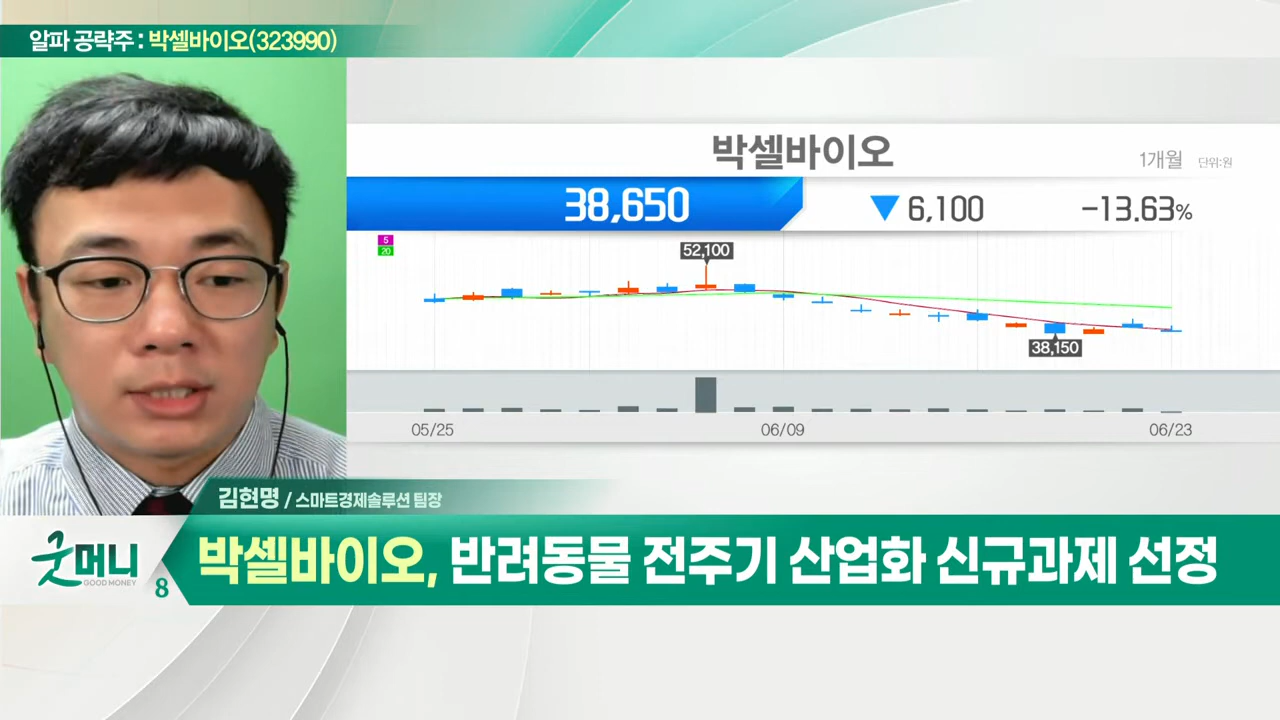 알파 공략주 : 박셀바이오(323990)
박셀바이오
1개월 단위:원
38,650 ▼ 6,100 -13.63%
5
20
52,100
38,150
05/25 06/09 06/23
김현명 / 스마트경제솔루션 팀장
굿머니
GOOD MONEY
8
박셀바이오, 반려동물 전주기 산업화 신규과제 선정